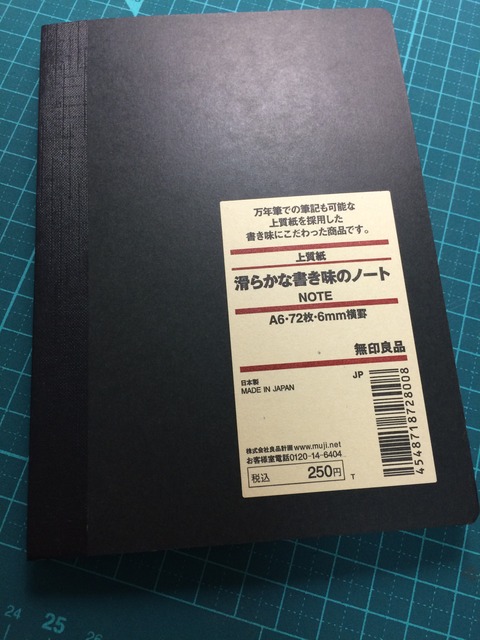 万年筆での筆記も可能な
上質紙を採用した
書き味にこだわった商品です。
上質紙
滑らかな書き味のノート
NOTE
A6・72枚・6mm横罫
無印良品
日本製
MADE IN JAPAN
JP
4548718728008
株式会社良品計画 www.muji.net
お客様室電話0120-14-6404
税込 250円
T
24 25 26